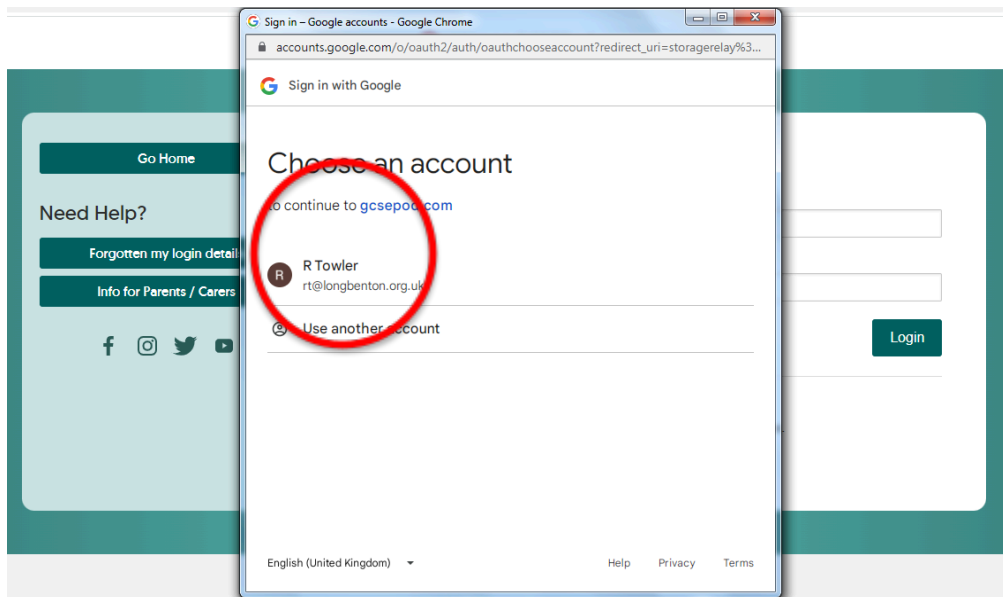 Sign in – Google accounts - Google Chrome
accounts.google.com/o/oauth2/auth/oauthchooseaccount?redirect_uri=storagerelay%3...
Sign in with Google
Choose an account
to continue to gcsepod.com
R
R Towler
rt@longbenton.org.uk
Use another account
English (United Kingdom)
Help Privacy Terms
Go Home
Need Help?
Forgotten my login detail
Info for Parents / Carers
Login